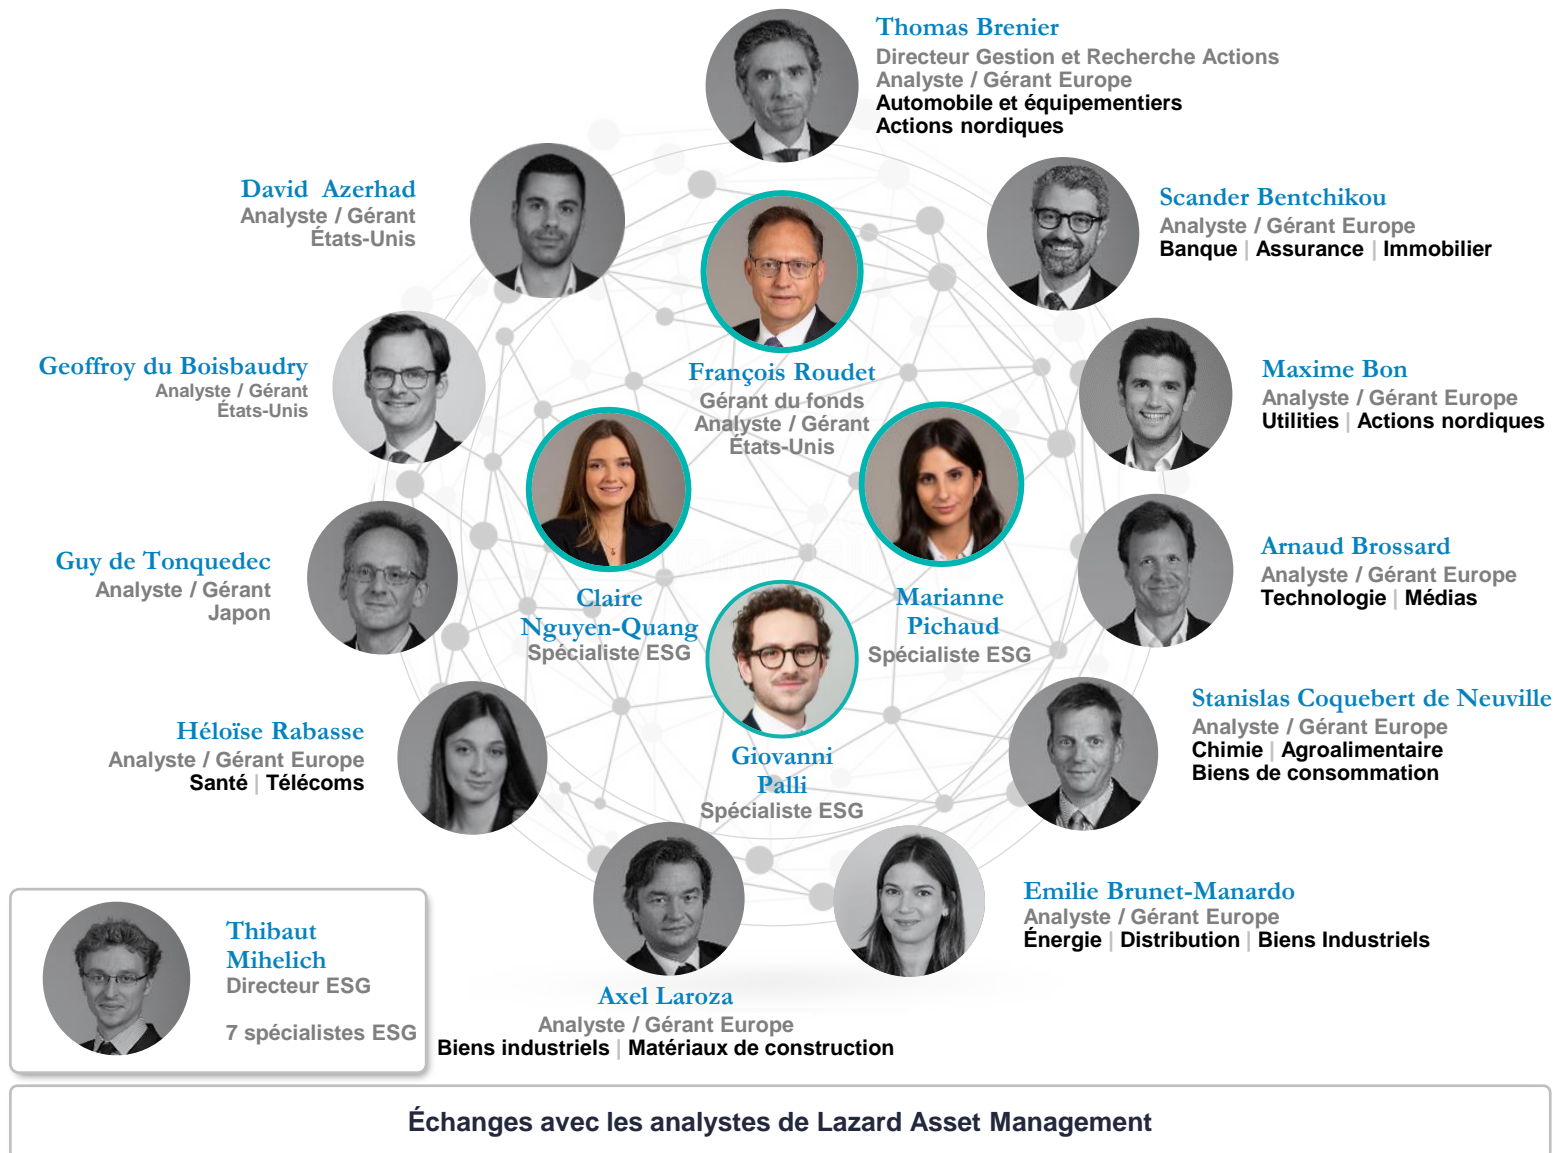 Thomas Brenier
Directeur Gestion et Recherche Actions
Analyste / Gérant Europe
Automobile et équipementiers
Actions nordiques
David Azerhad
Analyste / Gérant
États-Unis
Scander Bentchikou
Analyste / Gérant Europe
Banque | Assurance | Immobilier
Geoffroy du Boisbaudry
Analyste / Gérant
États-Unis
François Roudet
Gérant du fonds
Analyste / Gérant
États-Unis
Maxime Bon
Analyste / Gérant Europe
Utilities | Actions nordiques
Guy de Tonquedec
Analyste / Gérant
Japon
Claire
Nguyen-Quang
Spécialiste ESG
Marianne
Pichaud
Spécialiste ESG
Arnaud Brossard
Analyste / Gérant Europe
Technologie | Médias
Héloïse Rabasse
Analyste / Gérant Europe
Santé | Télécoms
Giovanni
Palli
Spécialiste ESG
Stanislas Coquebert de Neuville
Analyste / Gérant Europe
Chimie | Agroalimentaire
Biens de consommation
Emilie Brunet-Manardo
Analyste / Gérant Europe
Énergie | Distribution | Biens Industriels
Thibaut
Mihelich
Directeur ESG
7 spécialistes ESG
Axel Laroza
Analyste / Gérant Europe
Biens industriels | Matériaux de construction
Échanges avec les analystes de Lazard Asset Management